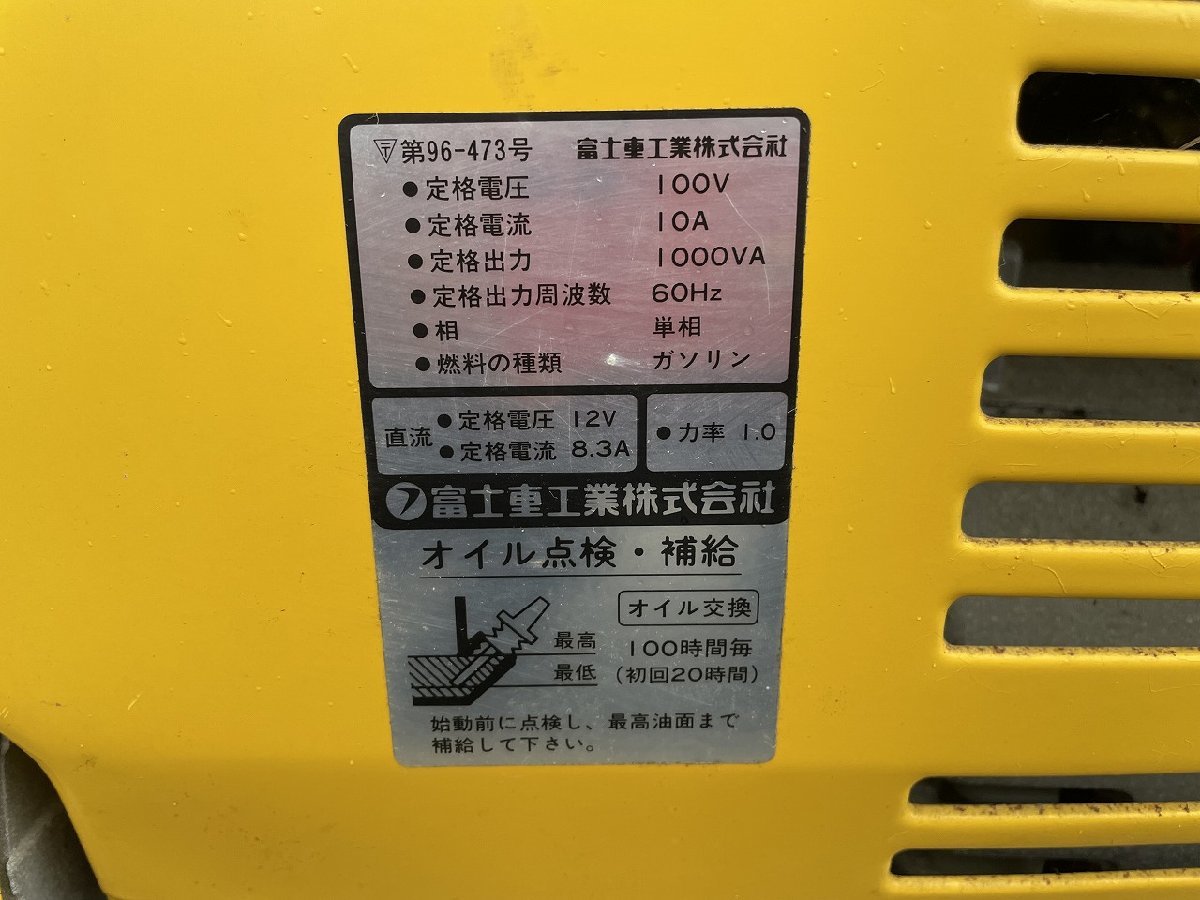 〒第96-473号 富士重工業株式会社
●定格電圧 100V
●定格電流 10A
●定格出力 1000VA
●定格出力周波数 60Hz
●相 単相
●燃料の種類 ガソリン
直流 ●定格電圧 12V
●定格電流 8.3A
●力率 1.0
フ富士重工業株式会社
オイル点検・補給
オイル交換
最高
最低
100時間毎
(初回20時間)
始動前に点検し、最高油面まで
補給して下さい。